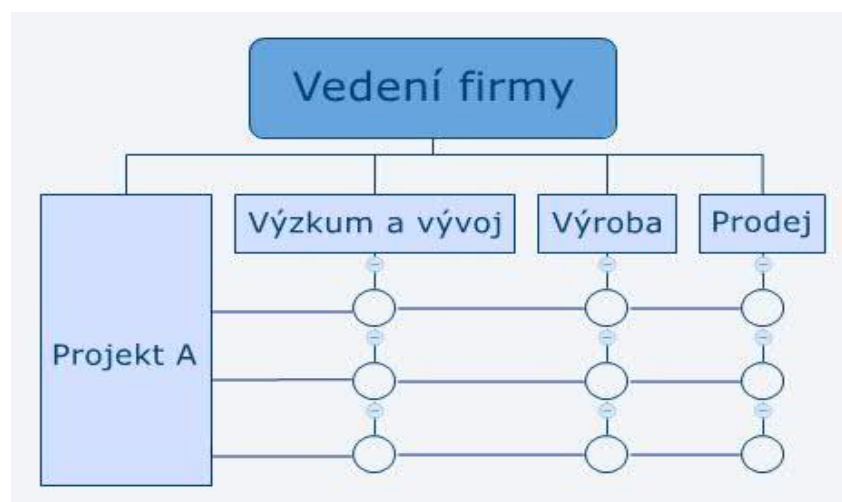 Vedení firmy
Výzkum a vývoj
Výroba
Prodej
Projekt A